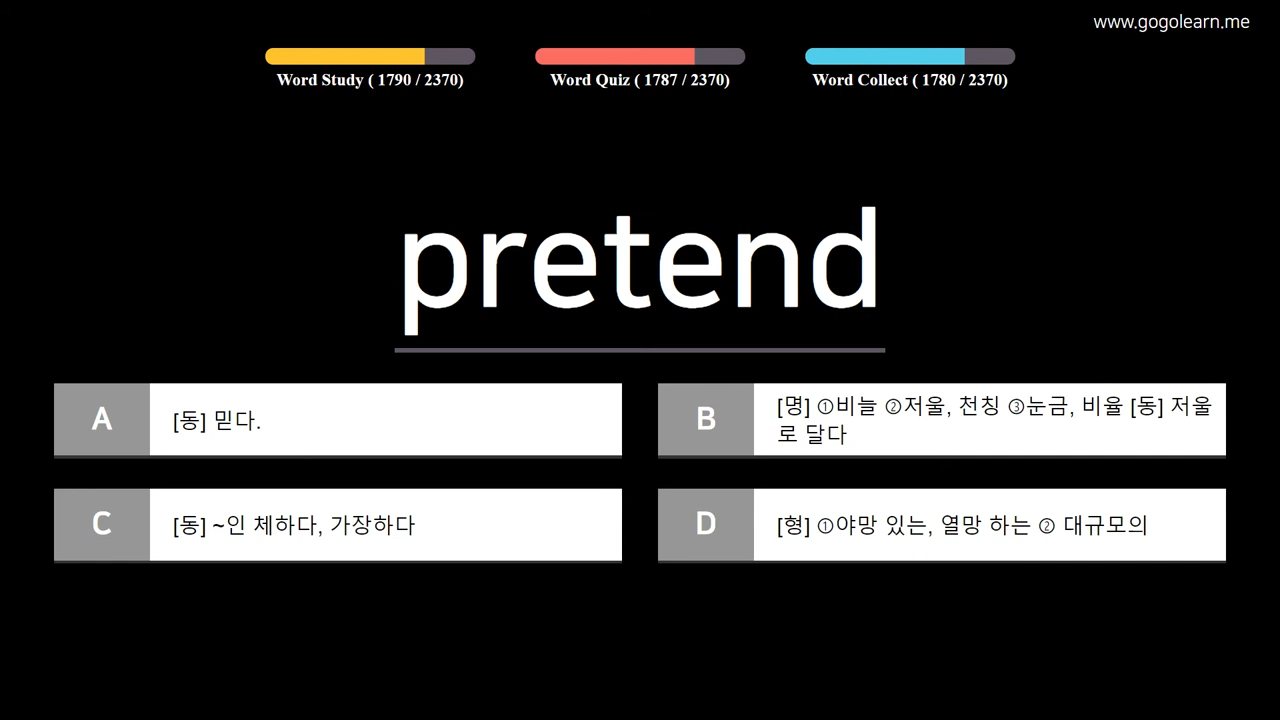 www.gogolearn.me
Word Study ( 1790 / 2370)
Word Quiz ( 1787 / 2370)
Word Collect ( 1780 / 2370)
pretend
A
[동] 믿다.
B
[명] ①비늘 ②저울, 천칭 ③눈금, 비율 [동] 저울
로 달다
C
[동] ~인 체하다, 가장하다
D
[형] ①야망 있는, 열망 하는 ② 대규모의